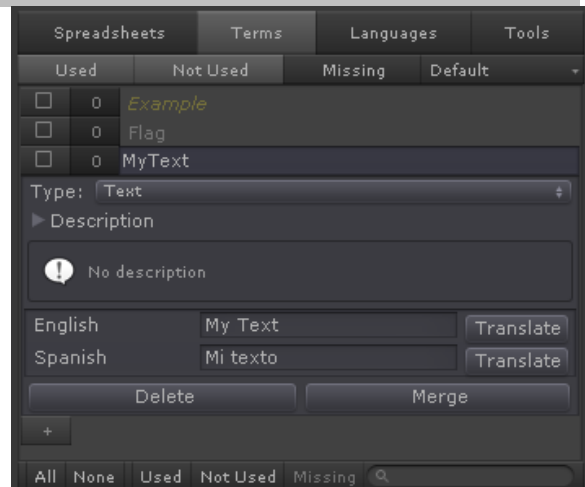 Spreadsheets Terms Languages Tools
Used Not Used Missing Default
0 Example
0 Flag
0 MyText
Type: Text
Description
No description
English My Text Translate
Spanish Mi texto Translate
Delete Merge
+
All None Used Not Used Missing